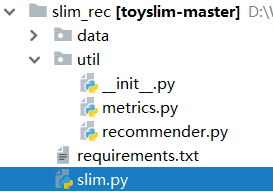 slim_rec [toyslim-master] D:\
data
util
__init__.py
metrics.py
recommender.py
requirements.txt
slim.py